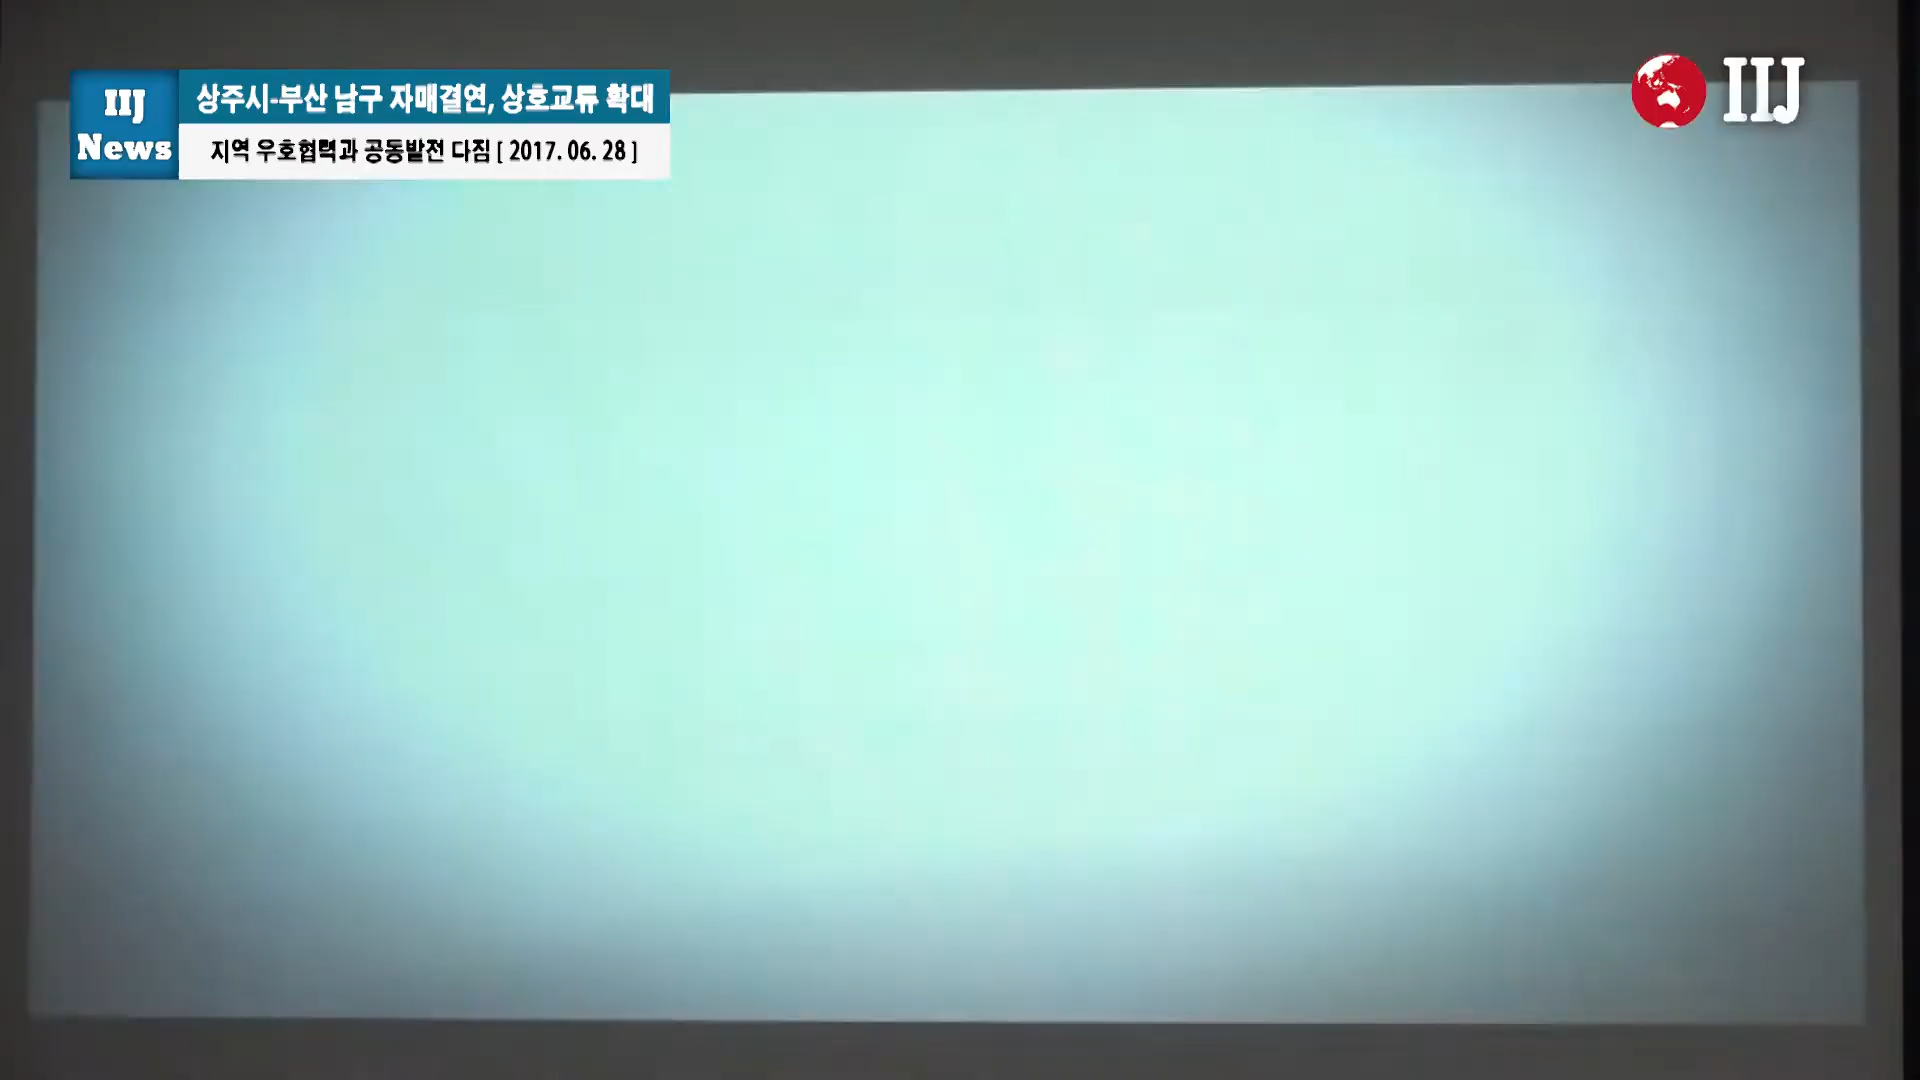 IIJ
News
상주시-부산 남구 자매결연, 상호교류 확대
지역 우호협력과 공동발전 다짐 [ 2017. 06. 28 ]
IIJ